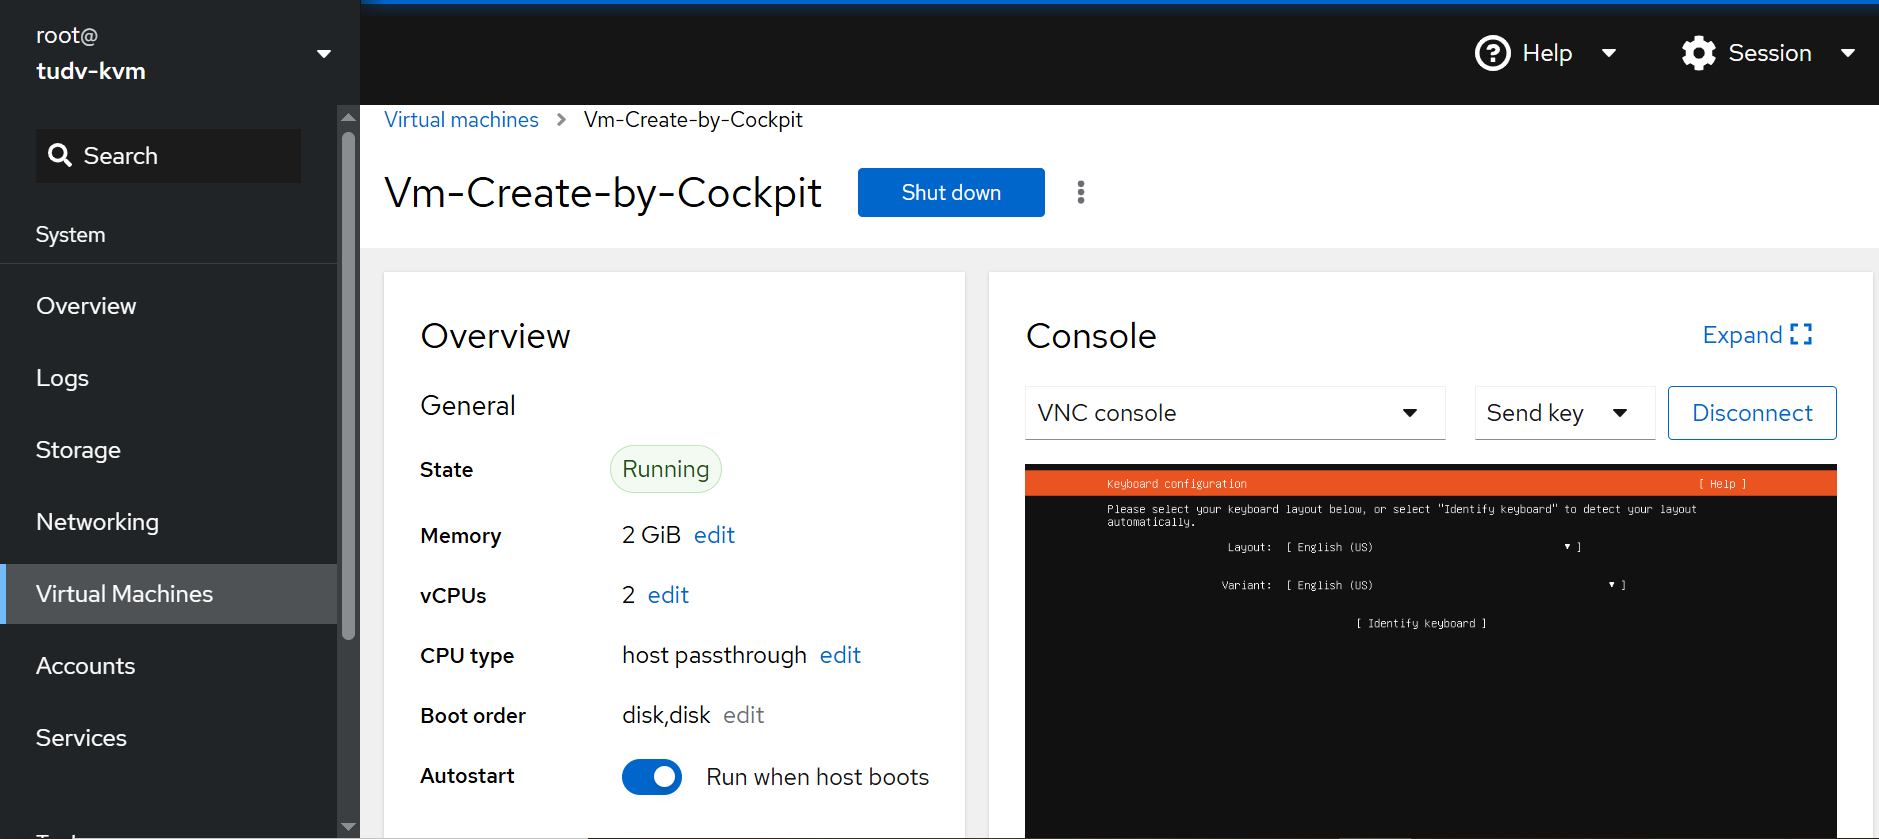 root@
tudv-kvm
Help
Session
Search
System
Overview
Logs
Storage
Networking
Virtual Machines
Accounts
Services
Virtual machines > Vm-Create-by-Cockpit
Vm-Create-by-Cockpit
Shut down
Overview
General
State Running
Memory 2 GiB edit
vCPUs 2 edit
CPU type host passthrough edit
Boot order disk,disk edit
Autostart Run when host boots
Console
Expand
VNC console
Send key
Disconnect
Keyboard configuration [ Help ]
Please select your keyboard layout below, or select "Identify keyboard" to detect your layout
automatically.
Layout: [ English (US) ▾ ]
Variant: [ English (US) ▾ ]
[ Identify keyboard ]